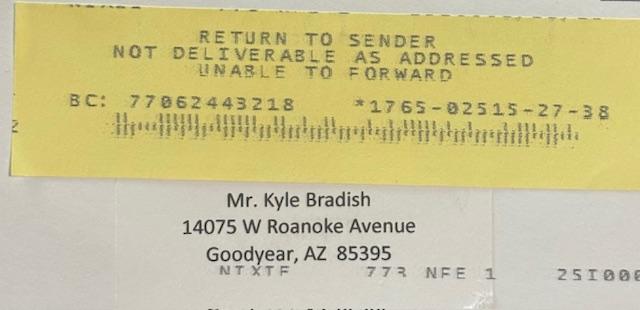 RETURN TO SENDER
NOT DELIVERABLE AS ADDRESSED
UNABLE TO FORWARD
BC: 77062443218 *1765-02515-27-38
Mr. Kyle Bradish
14075 W Roanoke Avenue
Goodyear, AZ 85395
NIXIE 773 NFE 1 25I000